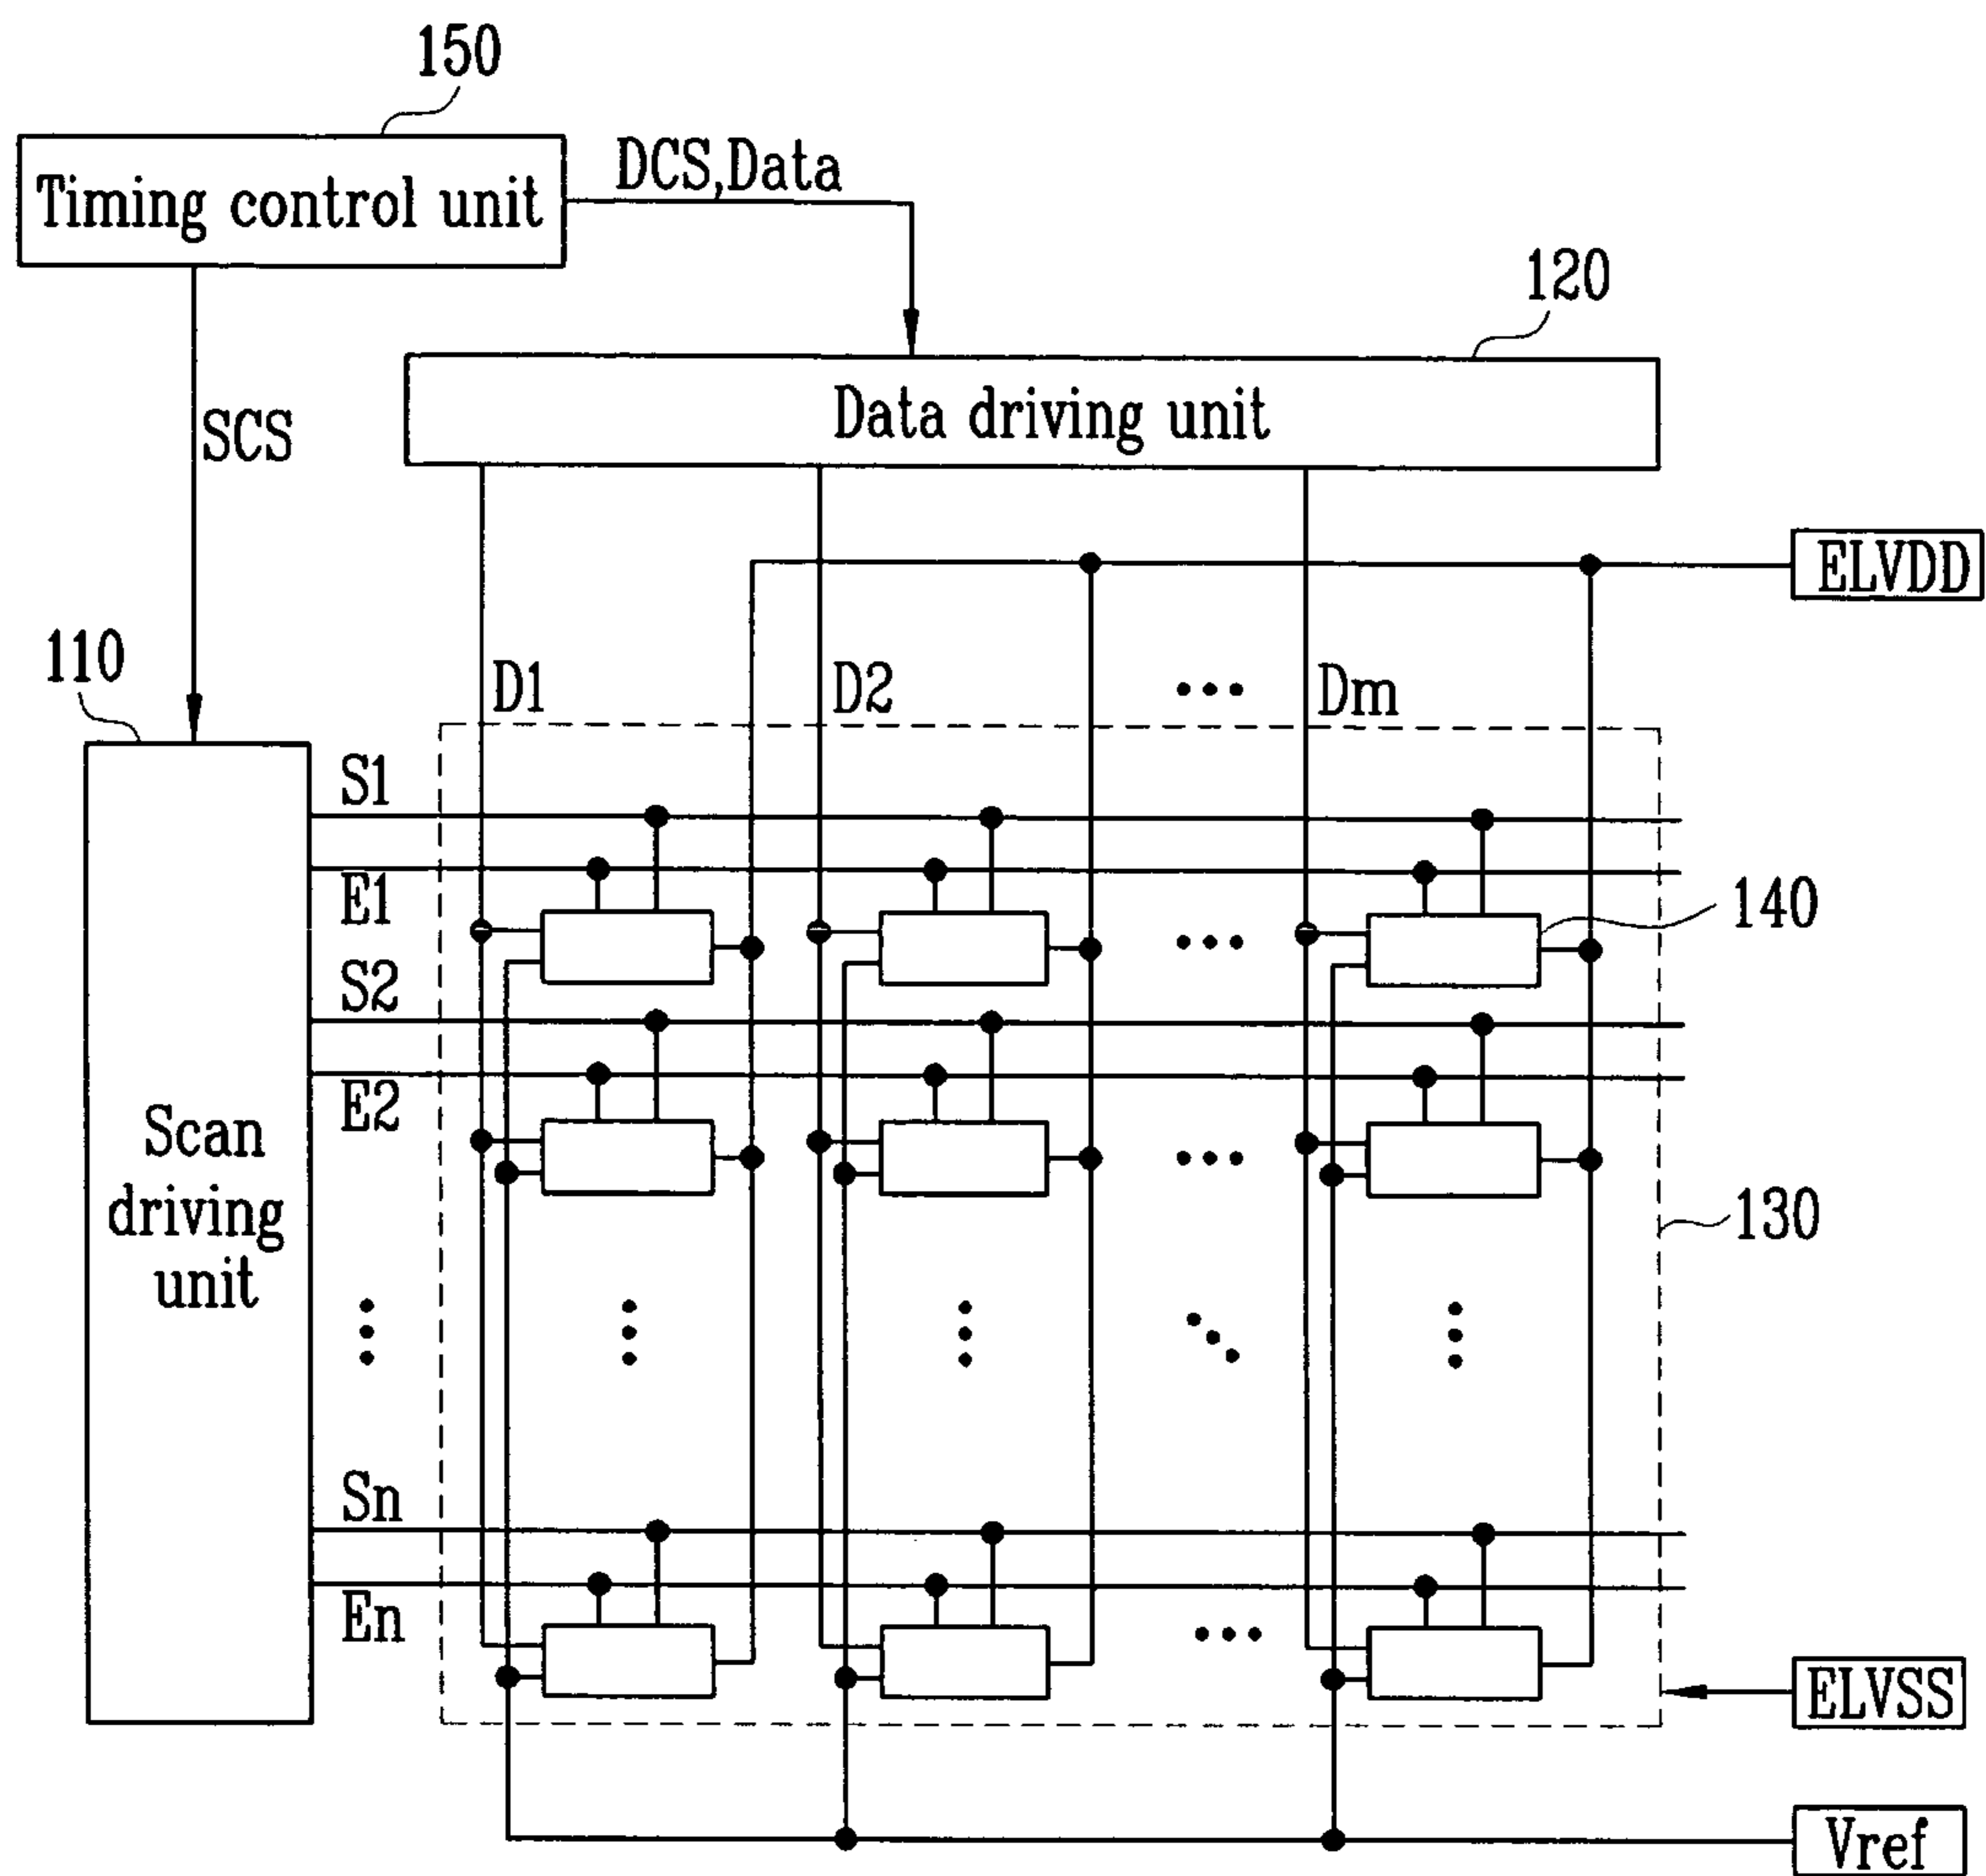 150
Timing control unit
DCS,Data
120
Data driving unit
SCS
ELVDD
110
D1
D2
Dm
S1
E1
140
S2
E2
Scan
driving
unit
130
Sn
En
ELVSS
Vref